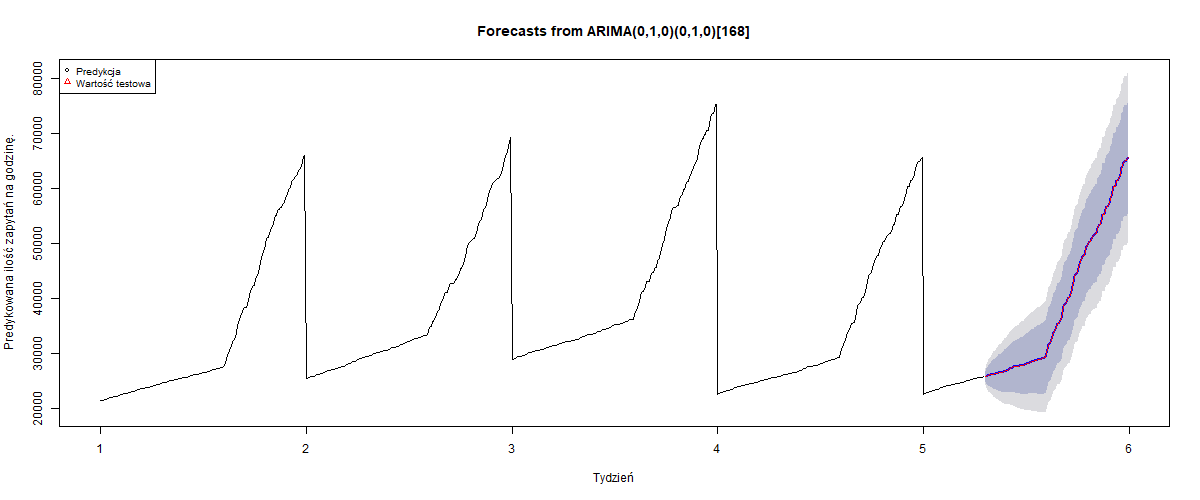 Forecasts from ARIMA(0,1,0)(0,1,0)[168]
Predykcja
Wartość testowa
Predykowana ilość zapytań na godzinę.
80000
70000
60000
50000
40000
30000
20000
1 2 3 4 5 6
Tydzień